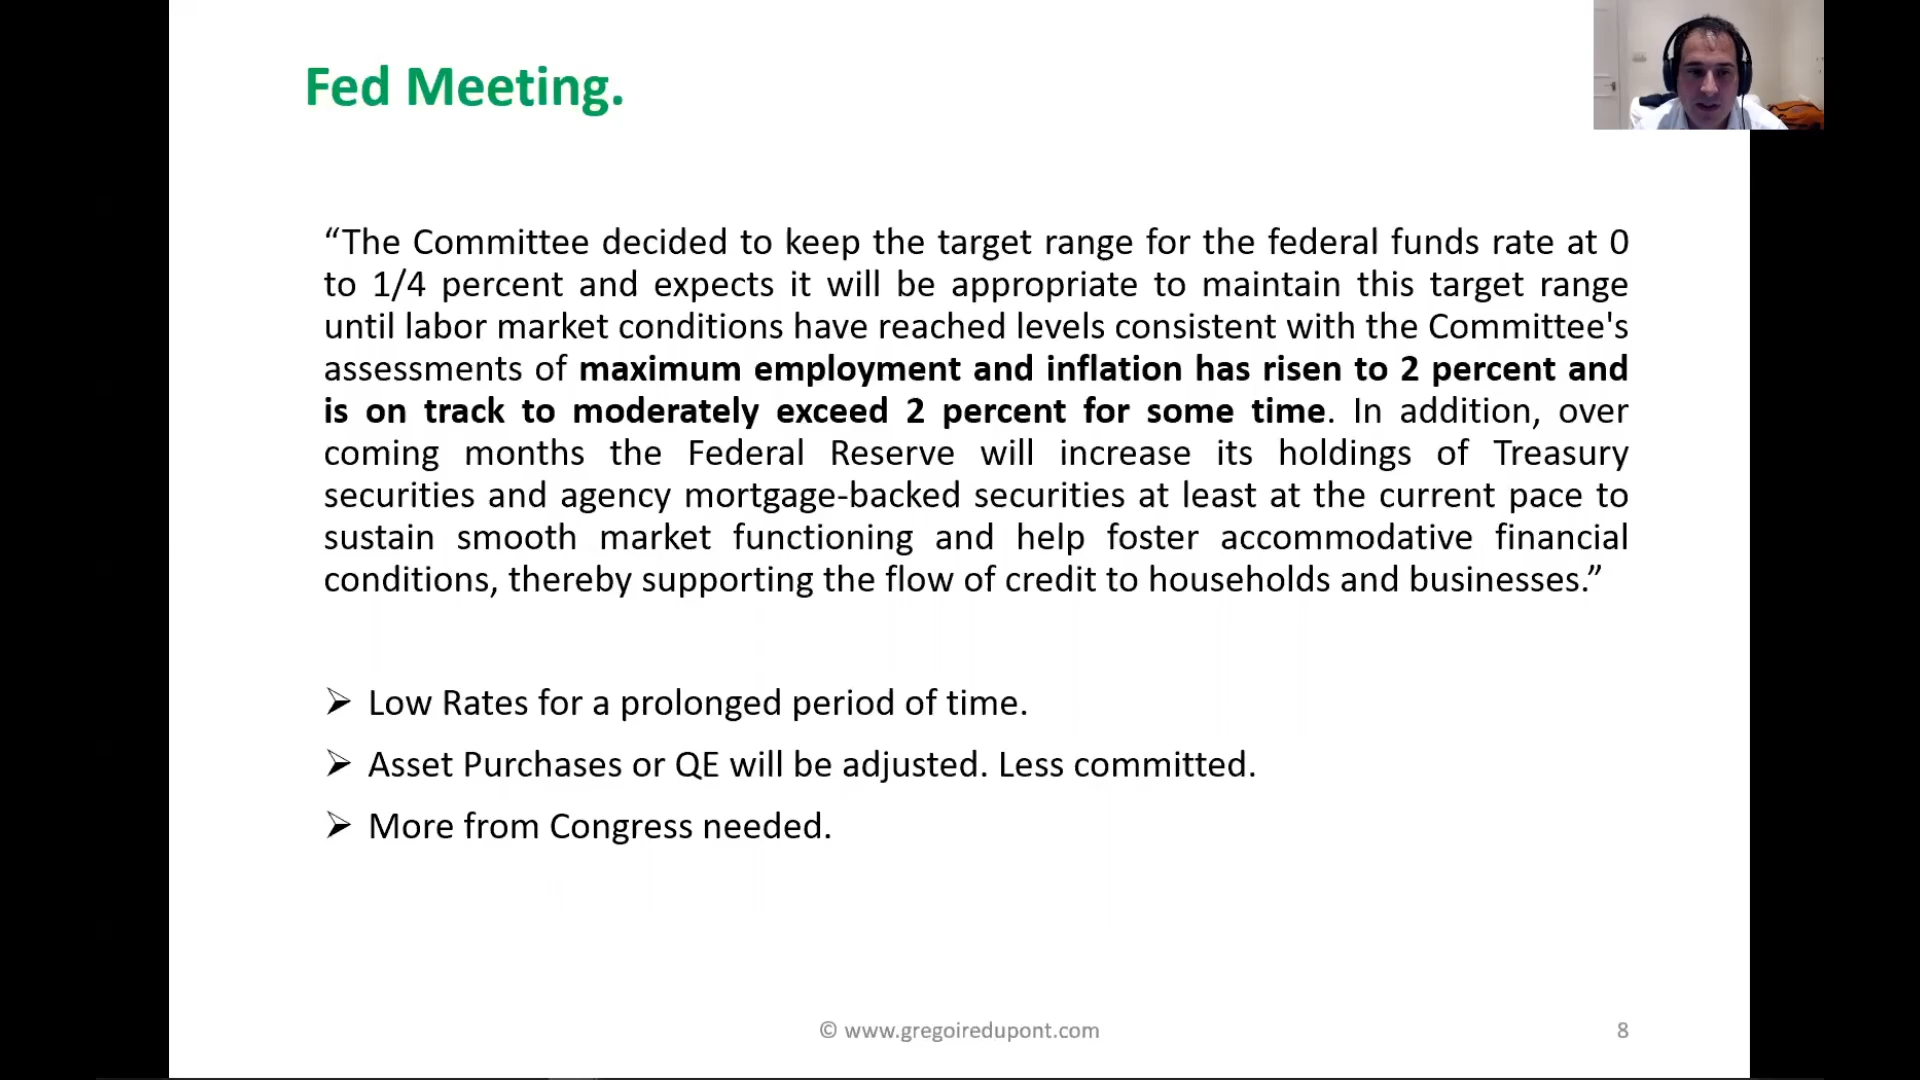 Fed Meeting.
“The Committee decided to keep the target range for the federal funds rate at 0
to 1/4 percent and expects it will be appropriate to maintain this target range
until labor market conditions have reached levels consistent with the Committee's
assessments of maximum employment and inflation has risen to 2 percent and
is on track to moderately exceed 2 percent for some time. In addition, over
coming months the Federal Reserve will increase its holdings of Treasury
securities and agency mortgage-backed securities at least at the current pace to
sustain smooth market functioning and help foster accommodative financial
conditions, thereby supporting the flow of credit to households and businesses.”
➢ Low Rates for a prolonged period of time.
➢ Asset Purchases or QE will be adjusted. Less committed.
➢ More from Congress needed.
© www.gregoiredupont.com
8